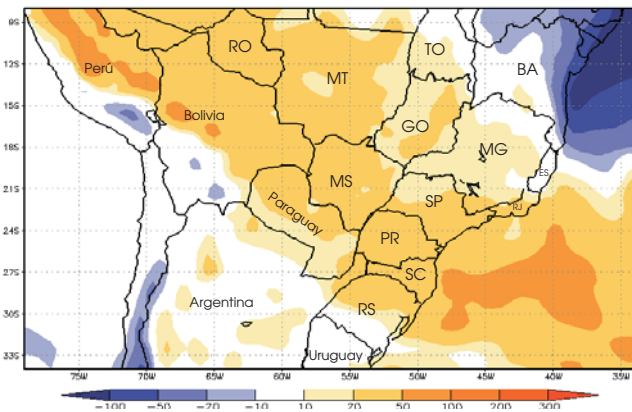 9S
12S
15S
18S
21S
24S
27S
30S
33S
Perú
RO
MT
TO
BA
Bolivia
GO
MG
ES
MS
SP
RJ
Paraguay
PR
SC
Argentina
RS
Uruguay
75W
70W
65W
60W
55W
50W
45W
40W
35W
-100
-50
-20
-10
10
20
50
100
200
300